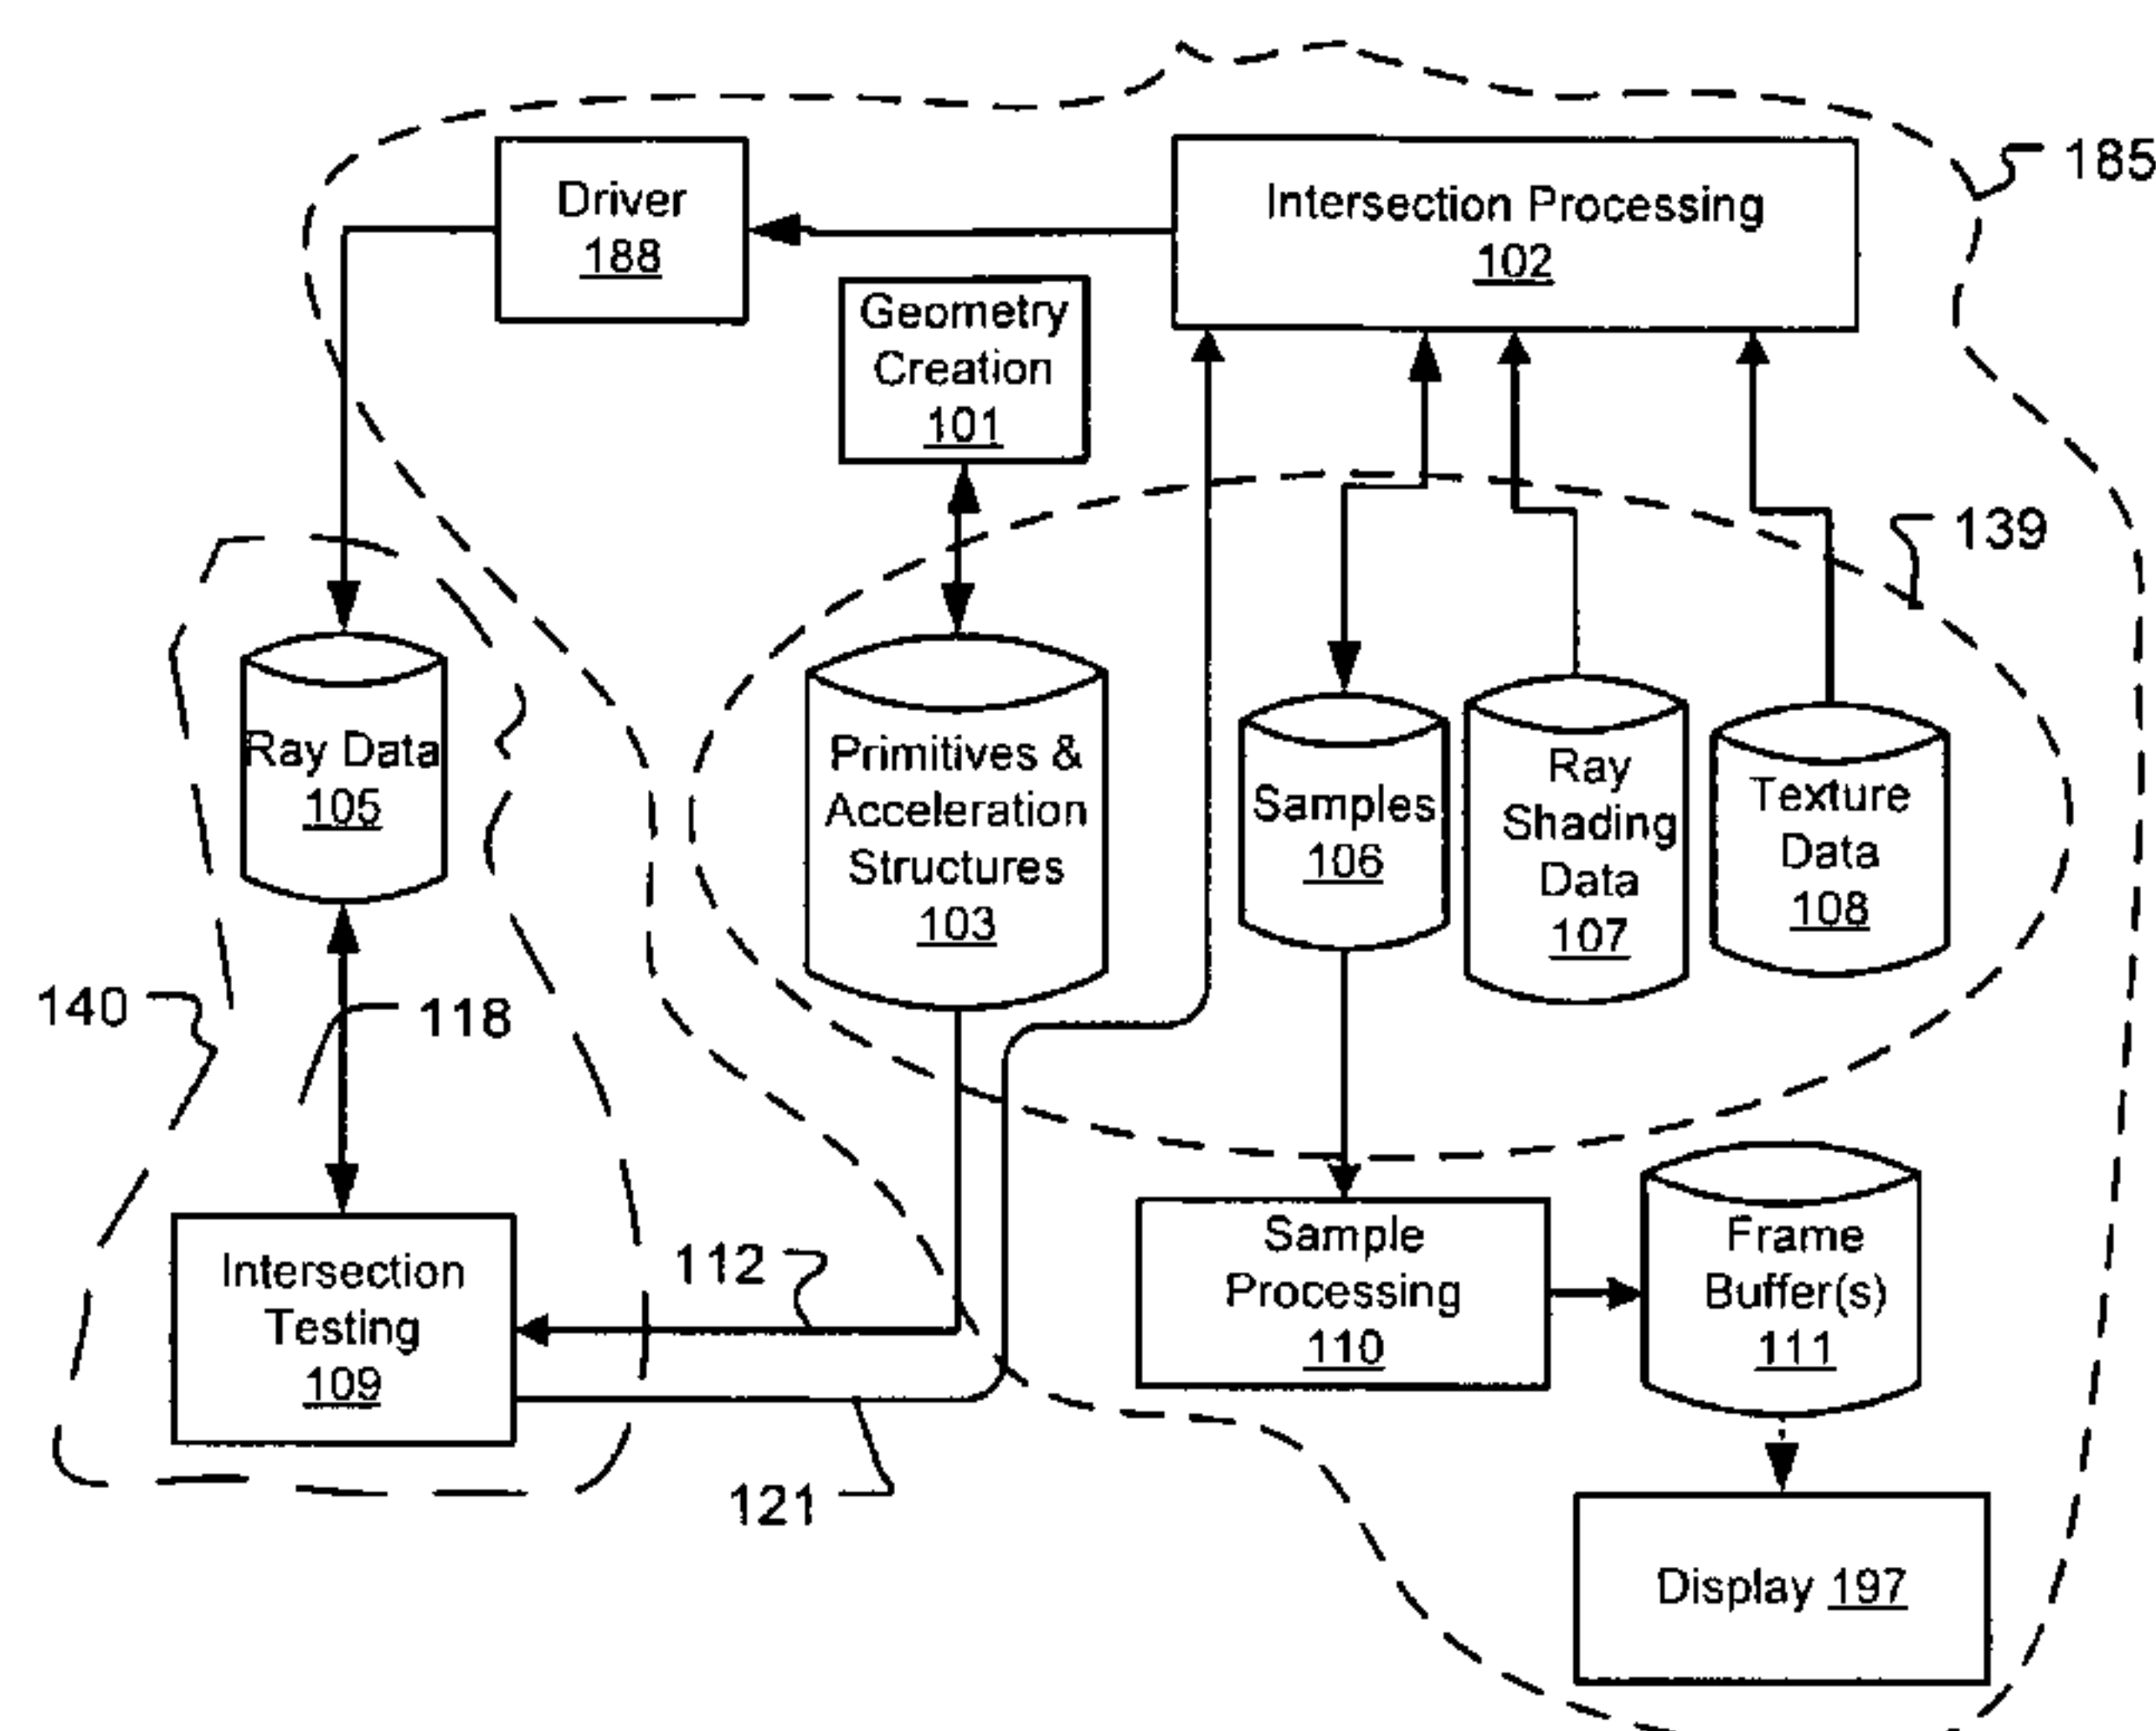 185
Driver
188
Intersection Processing
102
Geometry
Creation
101
139
Ray Data
105
Primitives &
Acceleration
Structures
103
Samples
106
Ray
Shading
Data
107
Texture
Data
108
140
118
Intersection
Testing
109
112
121
Sample
Processing
110
Frame
Buffer(s)
111
Display 197